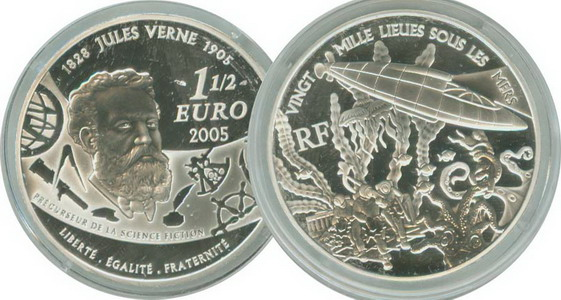 1828 JULES VERNE 1905
1 1/2
EURO
2005
PRÉCURSEUR DE LA SCIENCE FICTION
LIBERTÉ · ÉGALITÉ · FRATERNITÉ
VINGT MILLE LIEUES SOUS LES MERS
RF